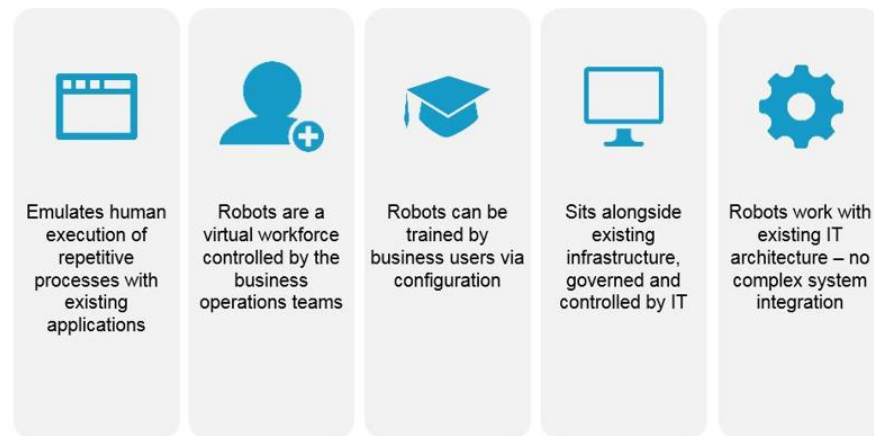 Emulates human
execution of
repetitive
processes with
existing
applications
Robots are a
virtual workforce
controlled by the
business
operations teams
Robots can be
trained by
business users via
configuration
Sits alongside
existing
infrastructure,
governed and
controlled by IT
Robots work with
existing IT
architecture – no
complex system
integration